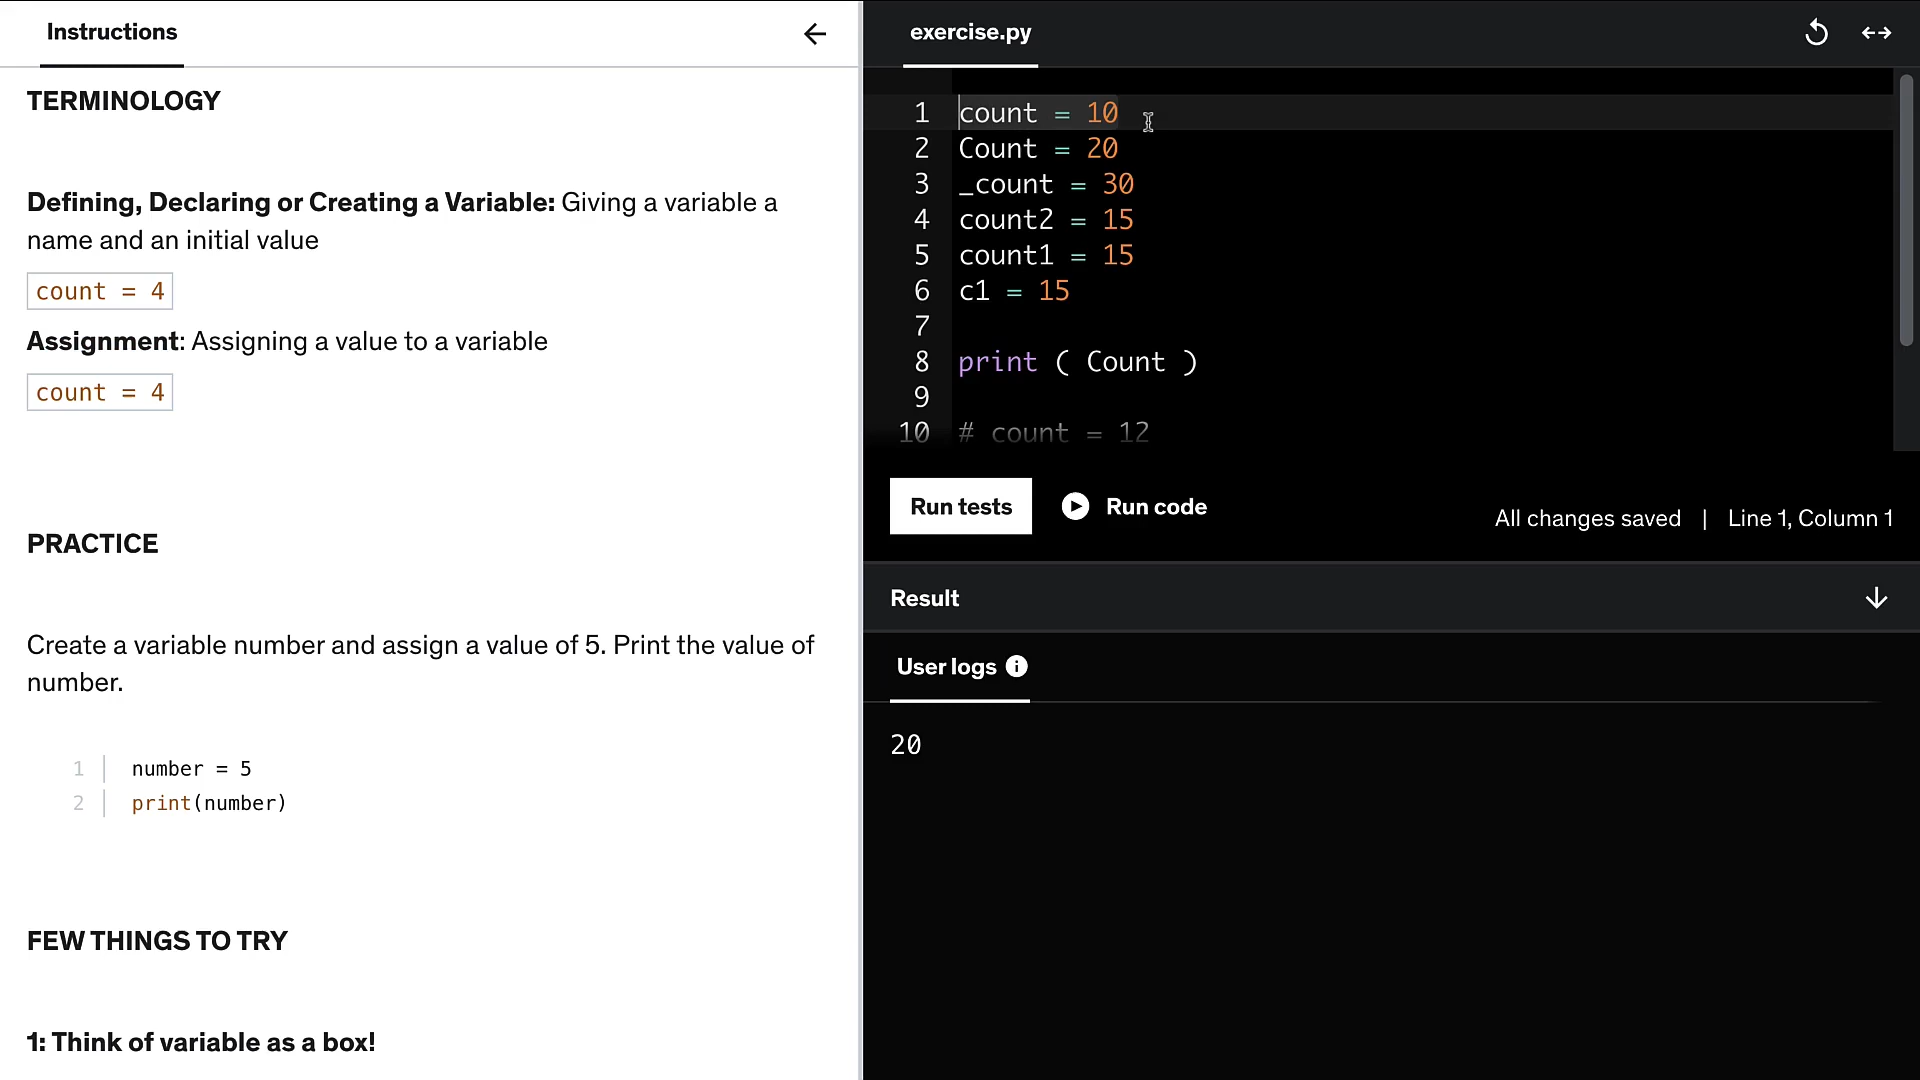 Instructions
TERMINOLOGY
Defining, Declaring or Creating a Variable: Giving a variable a
name and an initial value
count = 4
Assignment: Assigning a value to a variable
count = 4
PRACTICE
Create a variable number and assign a value of 5. Print the value of
number.
1 number = 5
2 print(number)
FEW THINGS TO TRY
1: Think of variable as a box!
exercise.py
1 count = 10
2 Count = 20
3 _count = 30
4 count2 = 15
5 count1 = 15
6 c1 = 15
7
8 print ( Count )
9
10 # count = 12
Run tests Run code
All changes saved | Line 1, Column 1
Result
User logs
20